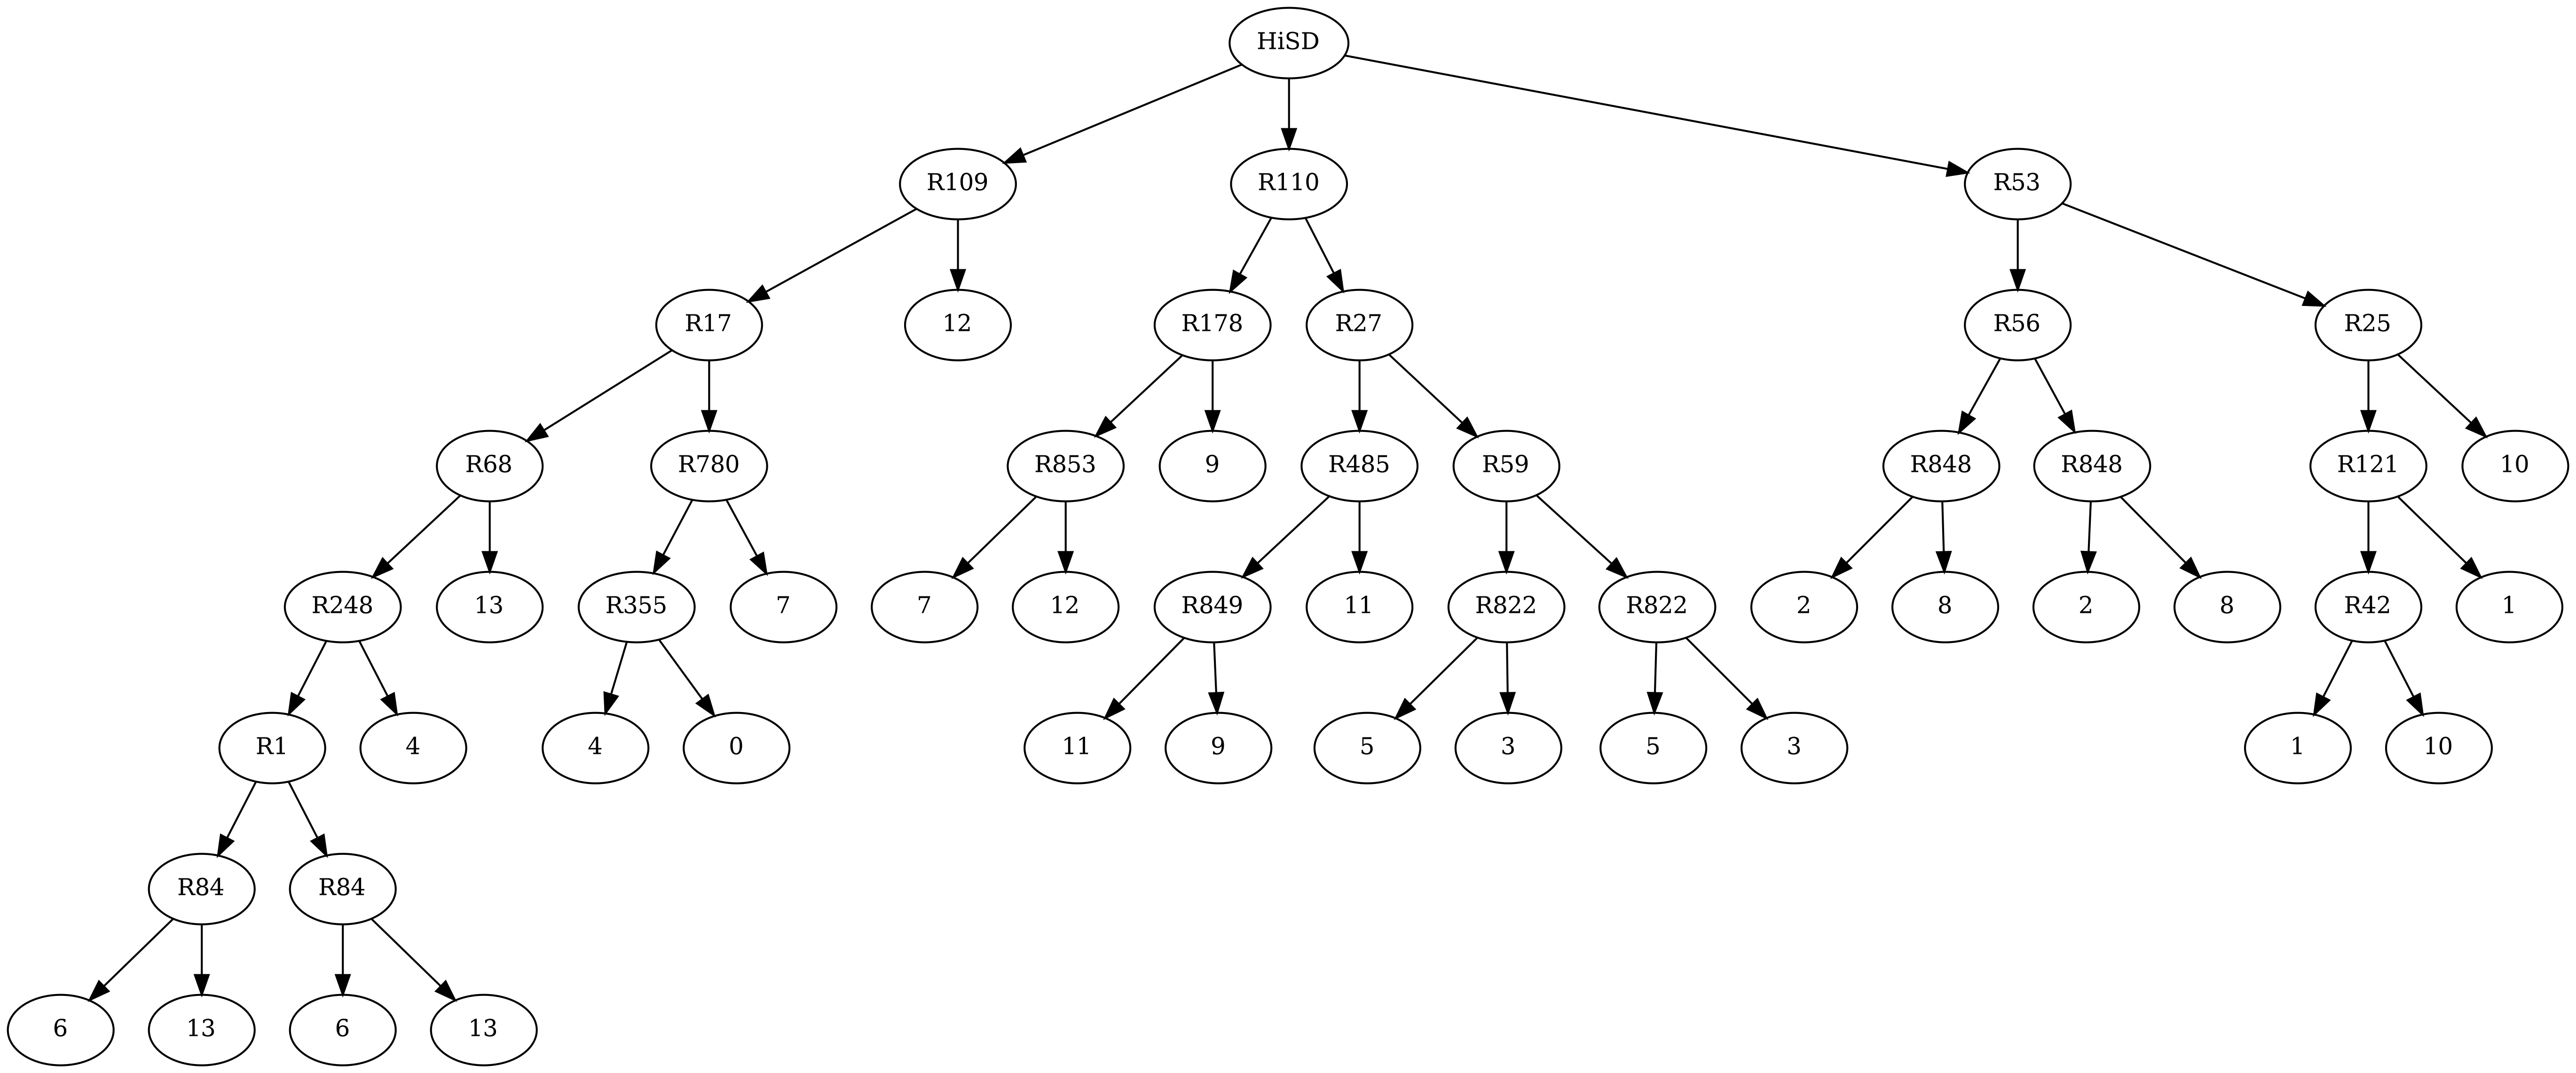 HiSD
R109 R110 R53
R17 12 R178 R27 R56 R25
R68 R780 R853 9 R485 R59 R848 R848 R121 10
R248 13 R355 7 7 12 R849 11 R822 R822 2 8 2 8 R42 1
R1 4 4 0 11 9 5 3 5 3 1 10
R84 R84
6 13 6 13